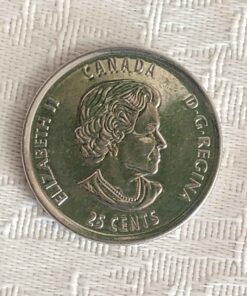 CANADA
ELIZABETH II
D·G·REGINA
25 CENTS